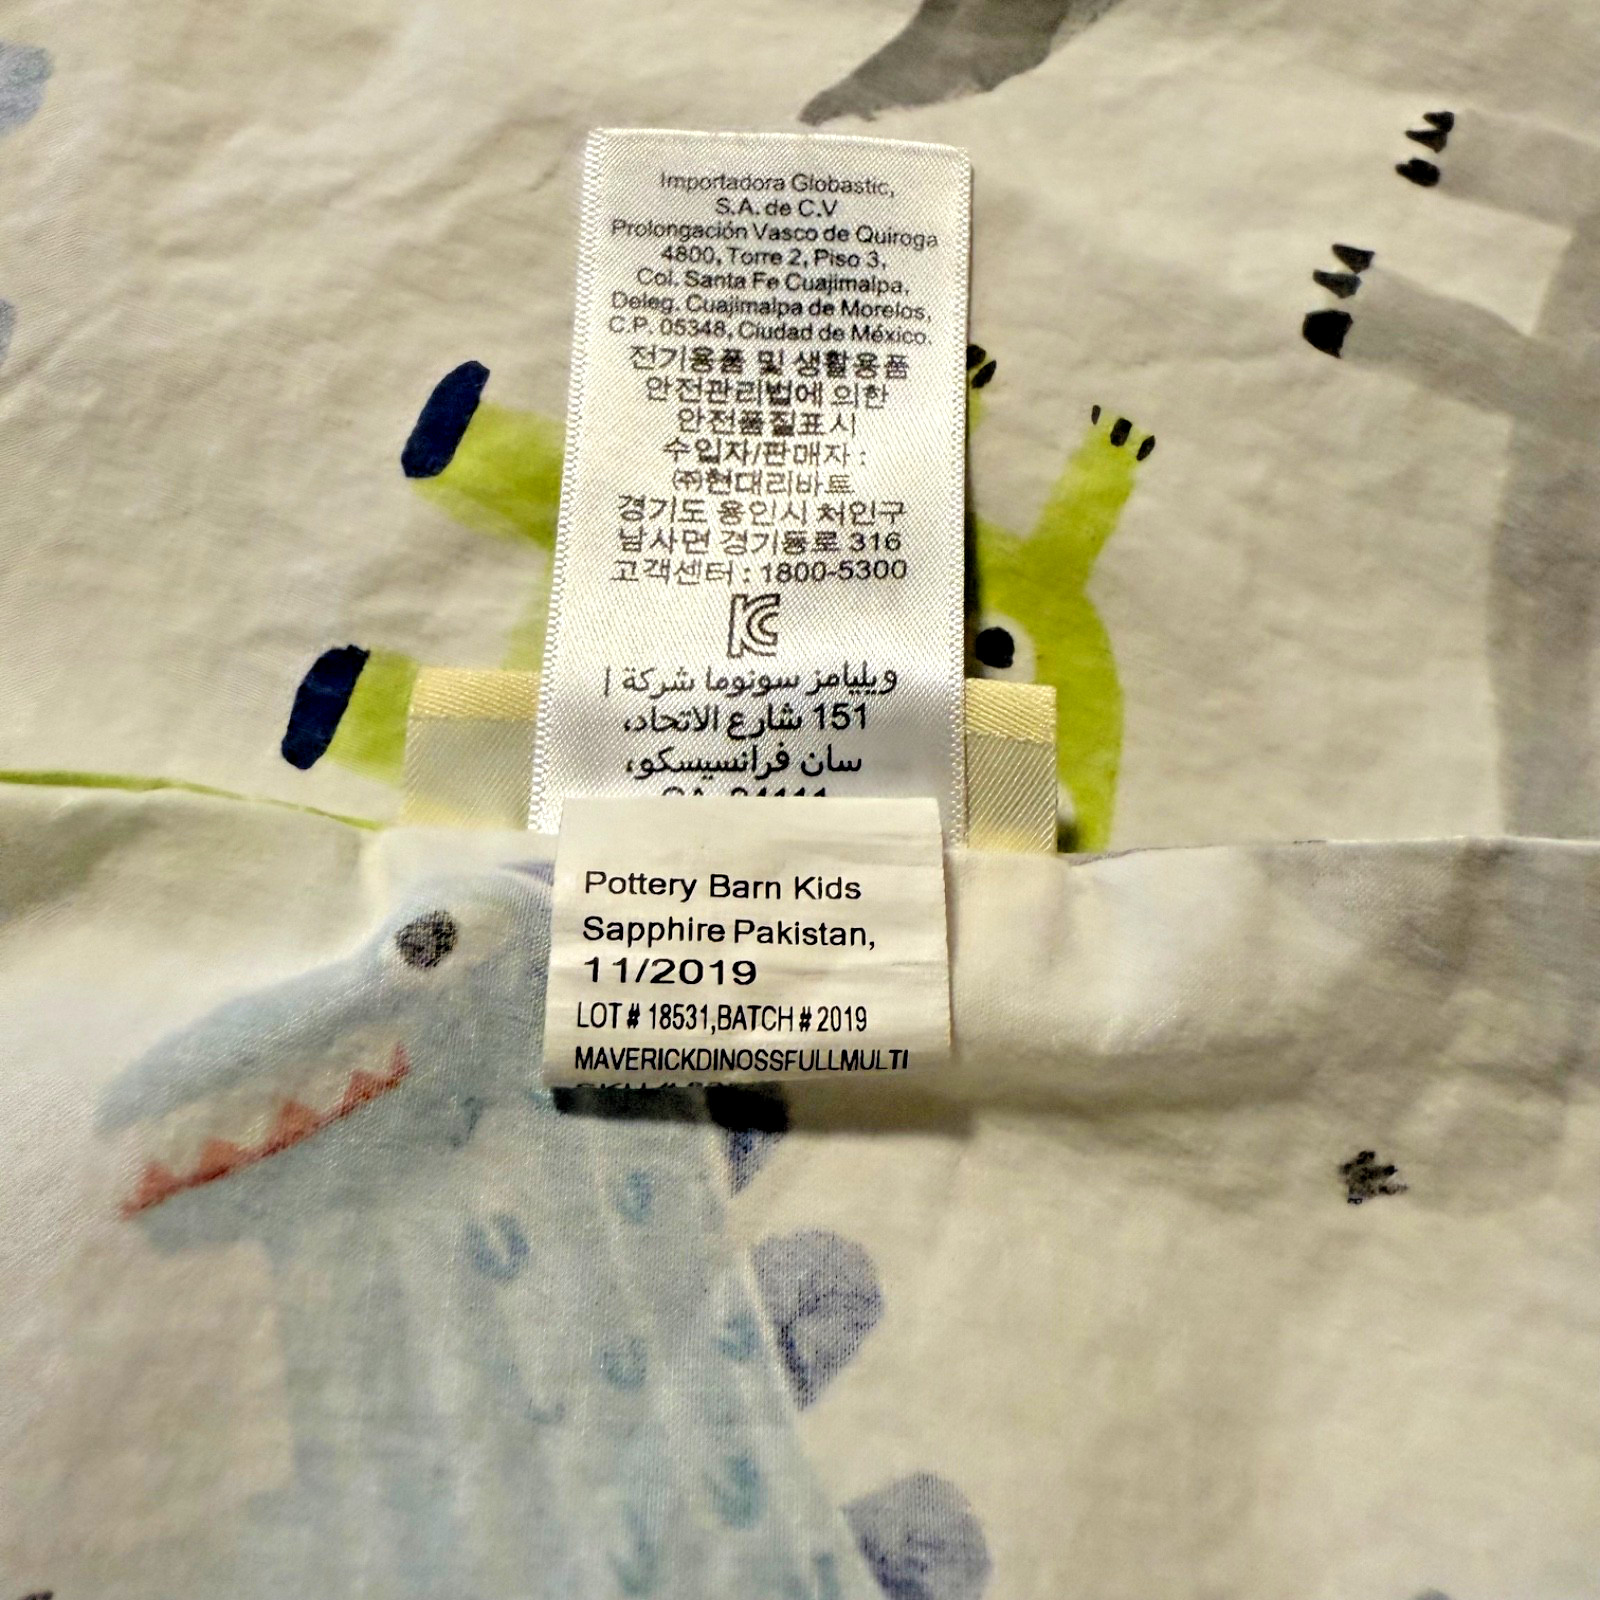 Importadora Globastic,
S.A. de C.V
Prolongación Vasco de Quiroga
4800, Torre 2, Piso 3,
Col. Santa Fe Cuajimalpa,
Deleg. Cuajimalpa de Morelos,
C.P. 05348, Ciudad de México.
전기용품 및 생활용품
안전관리법에 의한
안전품질표시
수입자/판매자 :
㈜현대리바트
경기도 용인시 처인구
남사면 경기동로 316
고객센터 : 1800-5300
KC
ويليامز سونوما شركة |
151 شارع الاتحاد،
سان فرانسيسكو،
Pottery Barn Kids
Sapphire Pakistan,
11/2019
LOT # 18531,BATCH # 2019
MAVERICKDINOSSFULLMULTI